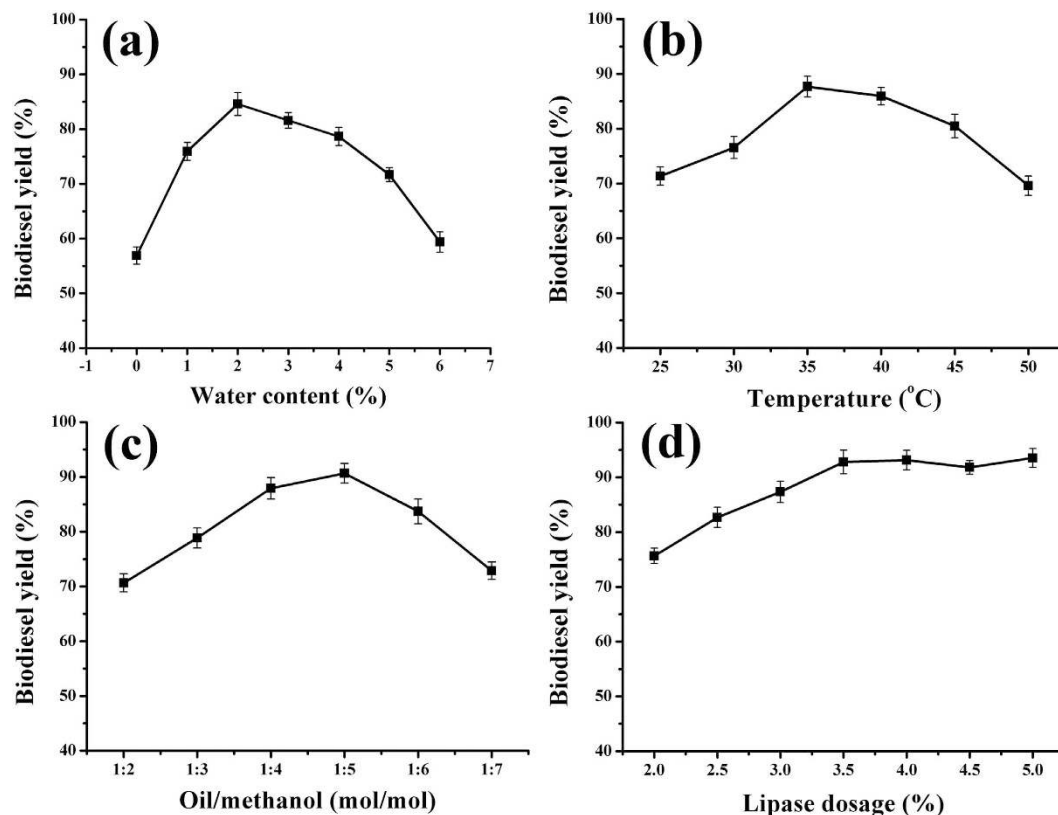 (a)
Biodiesel yield (%)
100
90
80
70
60
50
40
-1 0 1 2 3 4 5 6 7
Water content (%)
(b)
Biodiesel yield (%)
100
90
80
70
60
50
40
25 30 35 40 45 50
Temperature (°C)
(c)
Biodiesel yield (%)
100
90
80
70
60
50
40
1:2 1:3 1:4 1:5 1:6 1:7
Oil/methanol (mol/mol)
(d)
Biodiesel yield (%)
100
90
80
70
60
50
40
2.0 2.5 3.0 3.5 4.0 4.5 5.0
Lipase dosage (%)